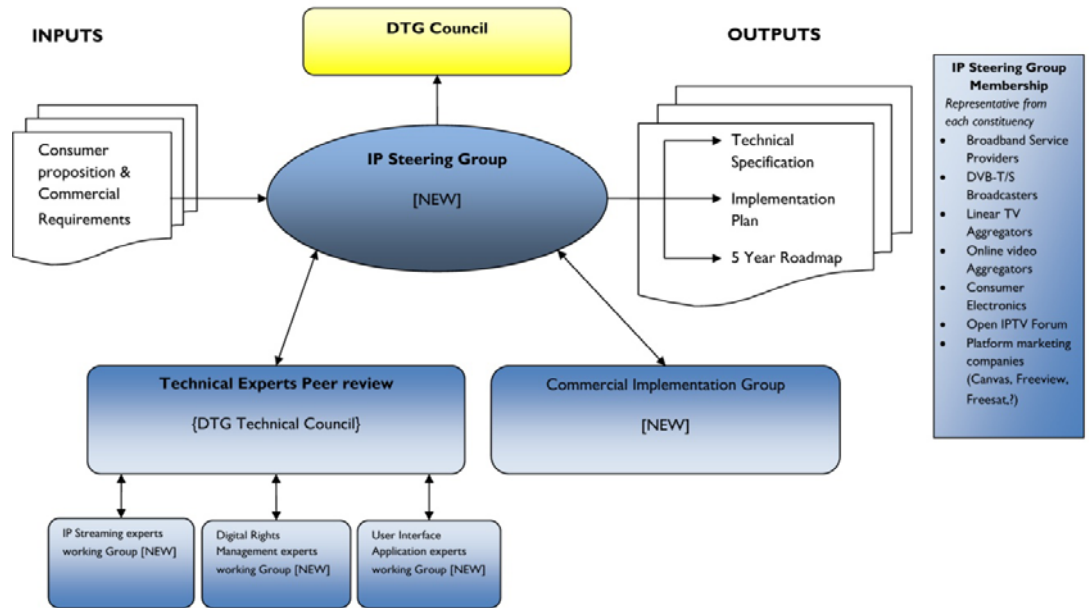 INPUTS
DTG Council
OUTPUTS
Consumer
proposition &
Commercial
Requirements
IP Steering Group
[NEW]
Technical
Specification
Implementation
Plan
5 Year Roadmap
IP Steering Group
Membership
Representative from
each constituency
• Broadband Service
Providers
• DVB-T/S
Broadcasters
• Linear TV
Aggregators
• Online video
Aggregators
• Consumer
Electronics
• Open IPTV Forum
• Platform marketing
companies
(Canvas, Freeview,
Freesat,?)
Technical Experts Peer review
{DTG Technical Council}
Commercial Implementation Group
[NEW]
IP Streaming experts
working Group [NEW]
Digital Rights
Management experts
working Group [NEW]
User Interface
Application experts
working Group [NEW]